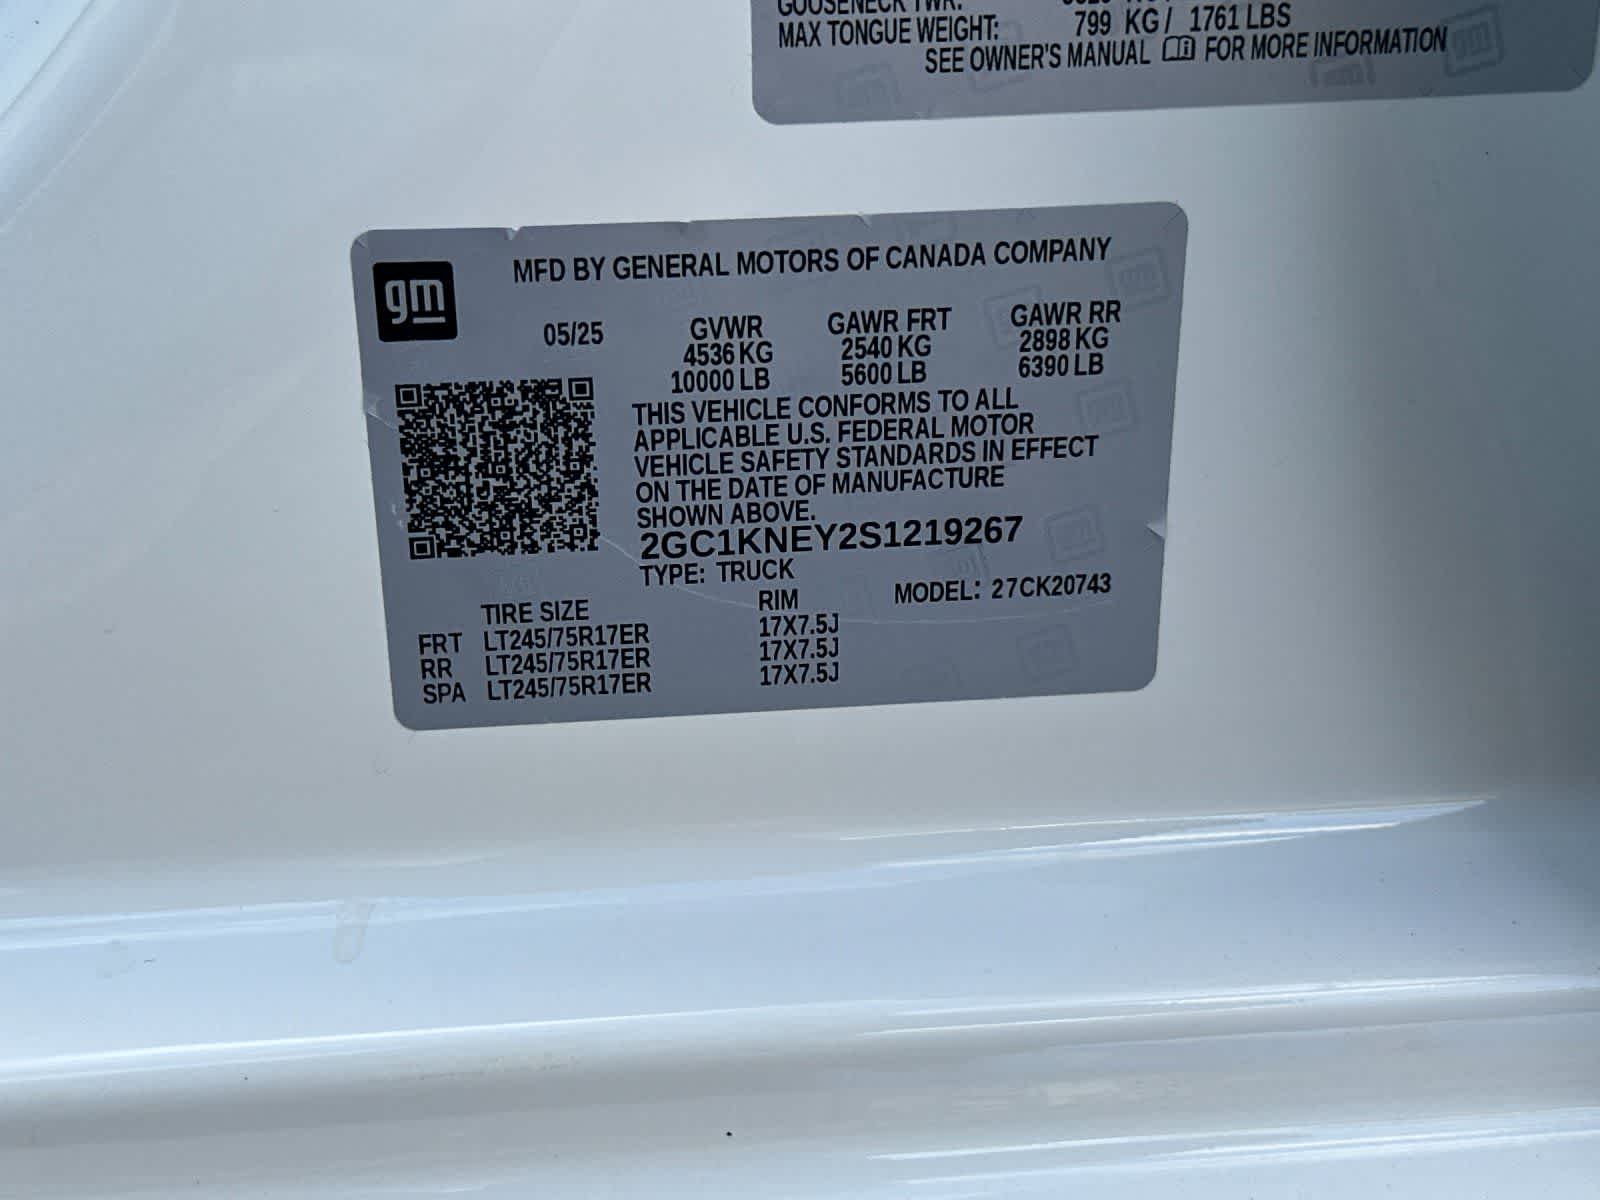 GOOSENECK TWR:
MAX TONGUE WEIGHT: 799 KG / 1761 LBS
SEE OWNER'S MANUAL FOR MORE INFORMATION
gm
MFD BY GENERAL MOTORS OF CANADA COMPANY
05/25 GVWR GAWR FRT GAWR RR
4536 KG 2540 KG 2898 KG
10000 LB 5600 LB 6390 LB
THIS VEHICLE CONFORMS TO ALL
APPLICABLE U.S. FEDERAL MOTOR
VEHICLE SAFETY STANDARDS IN EFFECT
ON THE DATE OF MANUFACTURE
SHOWN ABOVE.
2GC1KNEY2S1219267
TYPE: TRUCK MODEL: 27CK20743
TIRE SIZE RIM
FRT LT245/75R17ER 17X7.5J
RR LT245/75R17ER 17X7.5J
SPA LT245/75R17ER 17X7.5J